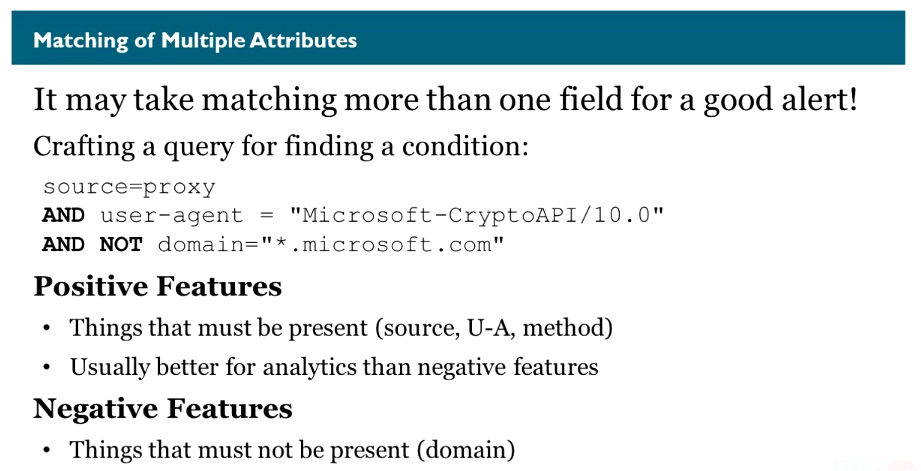 Matching of Multiple Attributes
It may take matching more than one field for a good alert!
Crafting a query for finding a condition:
source=proxy
AND user-agent = "Microsoft-CryptoAPI/10.0"
AND NOT domain="*.microsoft.com"
Positive Features
• Things that must be present (source, U-A, method)
• Usually better for analytics than negative features
Negative Features
• Things that must not be present (domain)